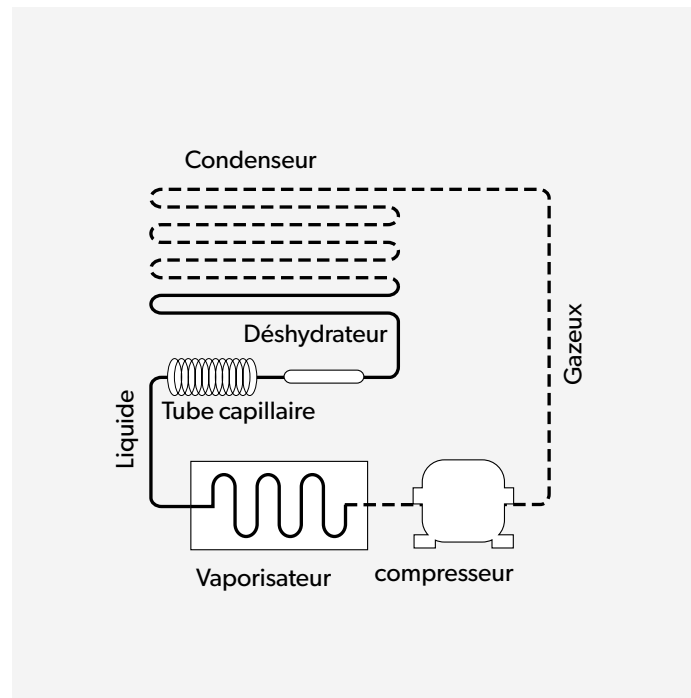 Condenseur
Déshydrateur
Gazeux
Tube capillaire
Liquide
Vaporisateur
compresseur